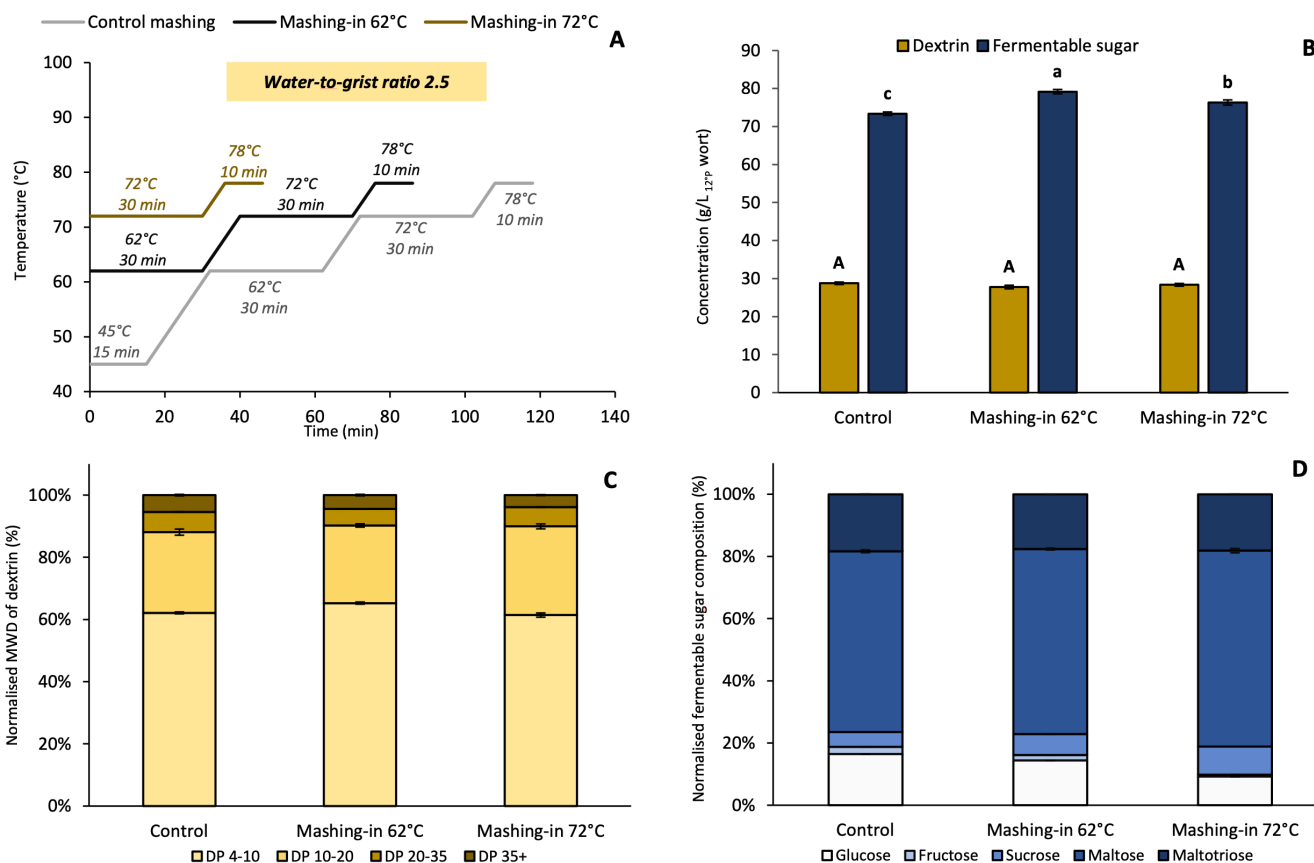 Control mashing Mashing-in 62°C Mashing-in 72°C
A
Water-to-grist ratio 2.5
Temperature (°C)
100
90
80
70
60
50
40
72°C
30 min
78°C
10 min
62°C
30 min
72°C
30 min
78°C
10 min
45°C
15 min
62°C
30 min
72°C
30 min
78°C
10 min
0 20 40 60 80 100 120 140
Time (min)
Dextrin Fermentable sugar
B
Concentration (g/L 12°P wort)
90
80
70
60
50
40
30
20
10
0
A c A a A b
Control Mashing-in 62°C Mashing-in 72°C
C
Normalised MWD of dextrin (%)
100%
80%
60%
40%
20%
0%
Control Mashing-in 62°C Mashing-in 72°C
DP 4-10 DP 10-20 DP 20-35 DP 35+
D
Normalised fermentable sugar composition (%)
100%
80%
60%
40%
20%
0%
Control Mashing-in 62°C Mashing-in 72°C
Glucose Fructose Sucrose Maltose Maltotriose